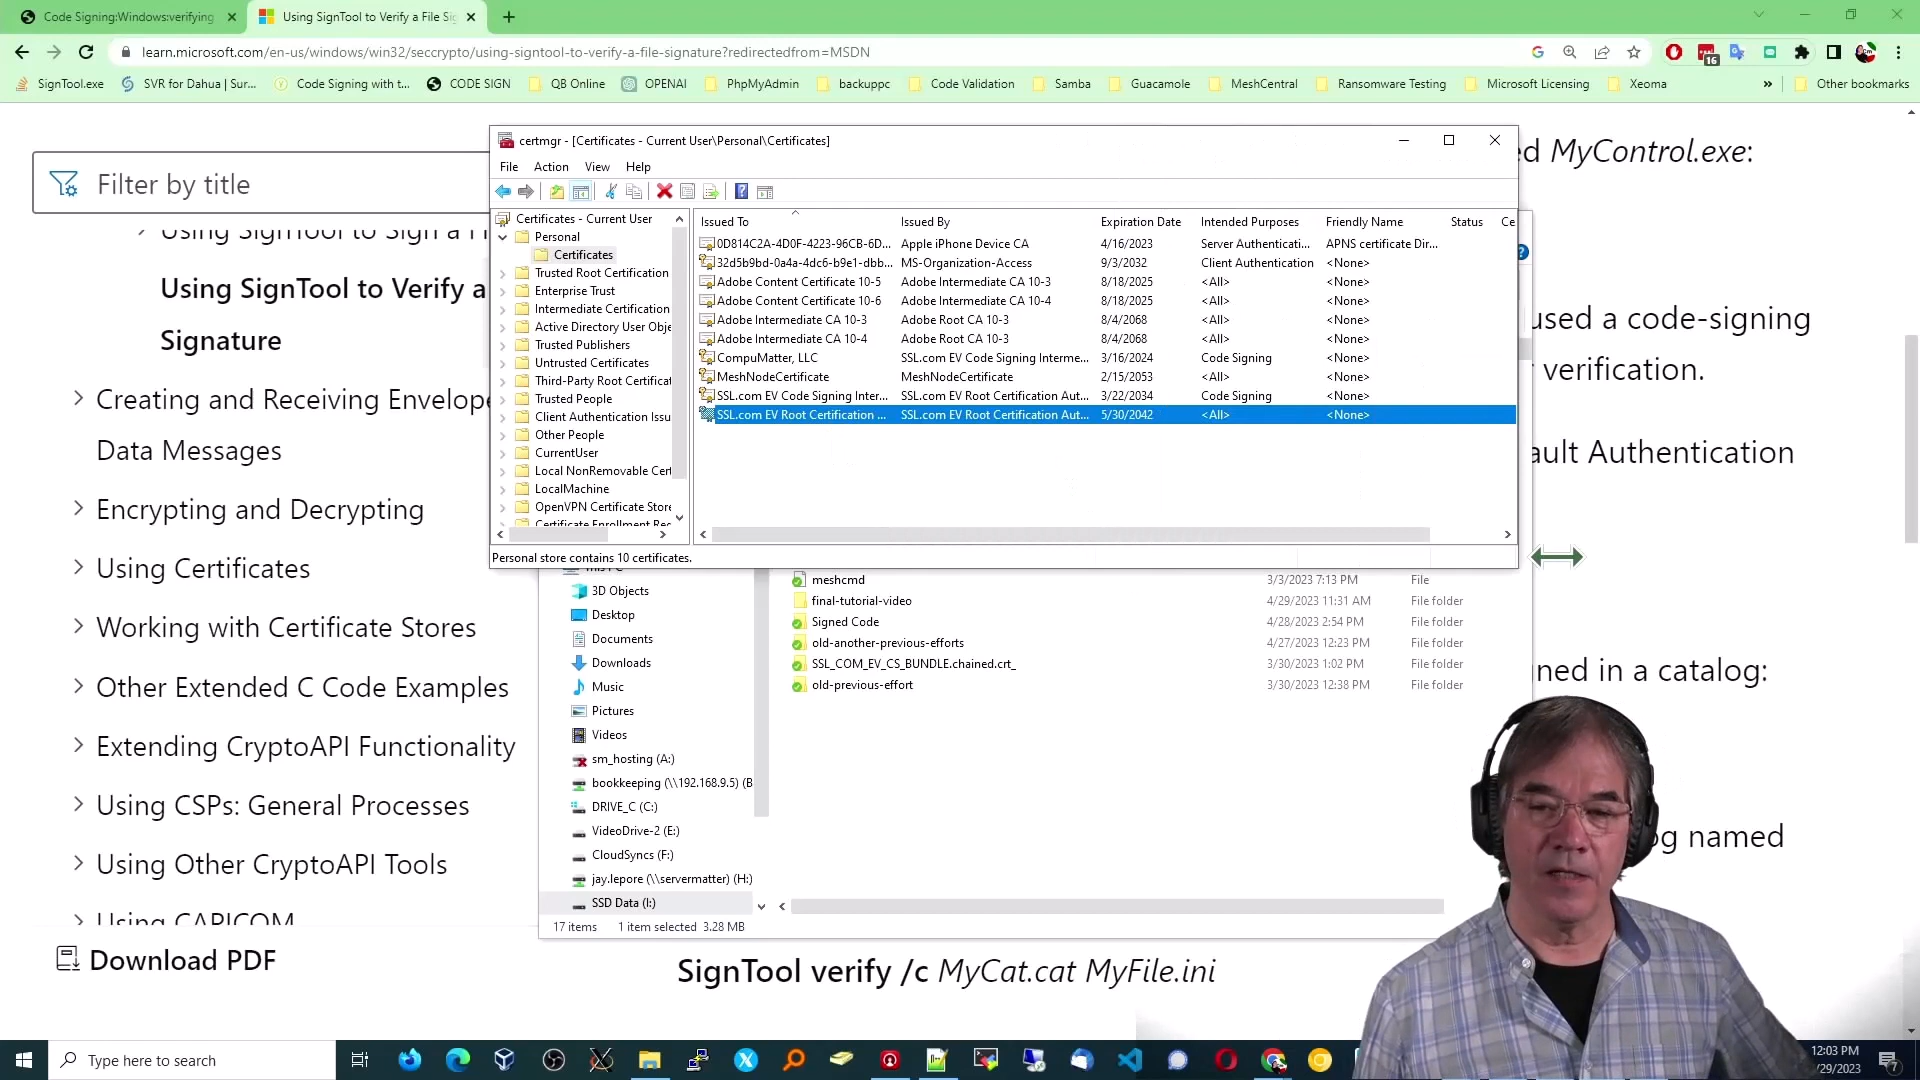 Code Signing:Windows:verifying
Using SignTool to Verify a File Sig
learn.microsoft.com/en-us/windows/win32/seccrypto/using-signtool-to-verify-a-file-signature?redirectedfrom=MSDN
16
SignTool.exe SVR for Dahua | Sur... Code Signing with t... CODE SIGN QB Online OPENAI PhpMyAdmin backuppc Code Validation Samba Guacamole MeshCentral Ransomware Testing Microsoft Licensing Xeoma » Other bookmarks
Filter by title
Using SignTool to Sign a Fi
Using SignTool to Verify a
Signature
Creating and Receiving Envelope
Data Messages
Encrypting and Decrypting
Using Certificates
Working with Certificate Stores
Other Extended C Code Examples
Extending CryptoAPI Functionality
Using CSPs: General Processes
Using Other CryptoAPI Tools
Using CAPICOM
Download PDF
certmgr - [Certificates - Current User\Personal\Certificates]
File Action View Help
Certificates - Current User
Personal
Certificates
Trusted Root Certification
Enterprise Trust
Intermediate Certification
Active Directory User Obje
Trusted Publishers
Untrusted Certificates
Third-Party Root Certificat
Trusted People
Client Authentication Issu
Other People
CurrentUser
Local NonRemovable Cert
LocalMachine
OpenVPN Certificate Store
Certificate Enrollment Req
Issued To Issued By Expiration Date Intended Purposes Friendly Name Status Ce
0D814C2A-4D0F-4223-96CB-6D... Apple iPhone Device CA 4/16/2023 Server Authenticati... APNS certificate Dir...
32d5b9bd-0a4a-4dc6-b9e1-dbb... MS-Organization-Access 9/3/2032 Client Authentication <None>
Adobe Content Certificate 10-5 Adobe Intermediate CA 10-3 8/18/2025 <All> <None>
Adobe Content Certificate 10-6 Adobe Intermediate CA 10-4 8/18/2025 <All> <None>
Adobe Intermediate CA 10-3 Adobe Root CA 10-3 8/4/2068 <All> <None>
Adobe Intermediate CA 10-4 Adobe Root CA 10-3 8/4/2068 <All> <None>
CompuMatter, LLC SSL.com EV Code Signing Interme... 3/16/2024 Code Signing <None>
MeshNodeCertificate MeshNodeCertificate 2/15/2053 <All> <None>
SSL.com EV Code Signing Inter... SSL.com EV Root Certification Aut... 3/22/2034 Code Signing <None>
SSL.com EV Root Certification ... SSL.com EV Root Certification Aut... 5/30/2042 <All> <None>
Personal store contains 10 certificates.
ed MyControl.exe:
used a code-signing
verification.
ault Authentication
ned in a catalog:
og named
This PC
3D Objects
Desktop
Documents
Downloads
Music
Pictures
Videos
sm_hosting (A:)
bookkeeping (\\192.168.9.5) (B
DRIVE_C (C:)
VideoDrive-2 (E:)
CloudSyncs (F:)
jay.lepore (\\servermatter) (H:)
SSD Data (I:)
meshcmd 3/3/2023 7:13 PM File
final-tutorial-video 4/29/2023 11:31 AM File folder
Signed Code 4/28/2023 2:54 PM File folder
old-another-previous-efforts 4/27/2023 12:23 PM File folder
SSL_COM_EV_CS_BUNDLE.chained.crt_ 3/30/2023 1:02 PM File folder
old-previous-effort 3/30/2023 12:38 PM File folder
17 items 1 item selected 3.28 MB
SignTool verify /c MyCat.cat MyFile.ini
Type here to search
12:03 PM
/29/2023
7